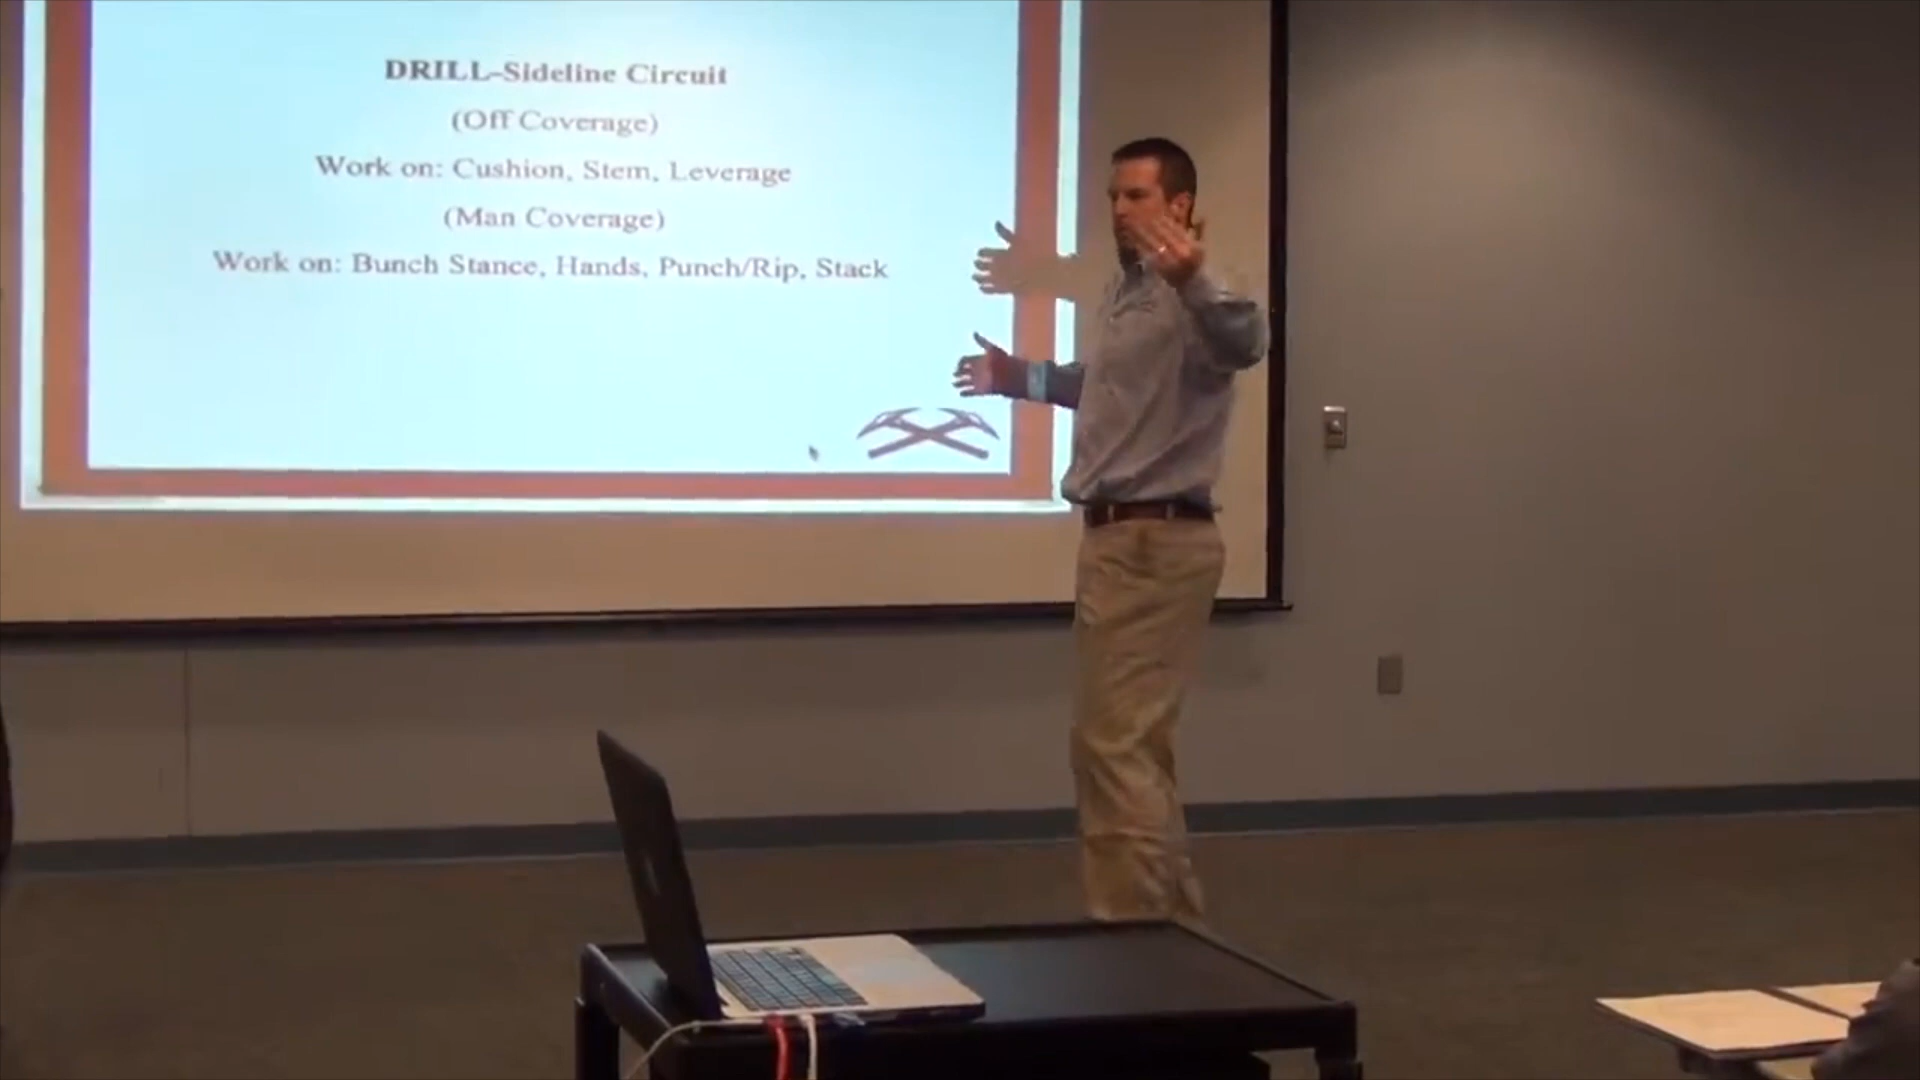 DRILL-Sideline Circuit
(Off Coverage)
Work on: Cushion, Stem, Leverage
(Man Coverage)
Work on: Bunch Stance, Hands, Punch/Rip, Stack